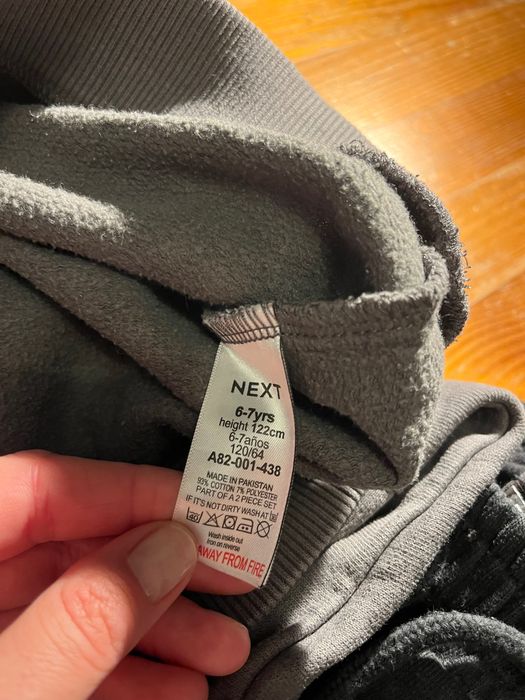 NEXT
6-7yrs
height 122cm
6-7años
120/64
A82-001-438
MADE IN PAKISTAN
93% COTTON 7% POLYESTER
PART OF A 2 PIECE SET
IF IT'S NOT DIRTY WASH AT 30
40
Wash inside out
Iron on reverse
AWAY FROM FIRE